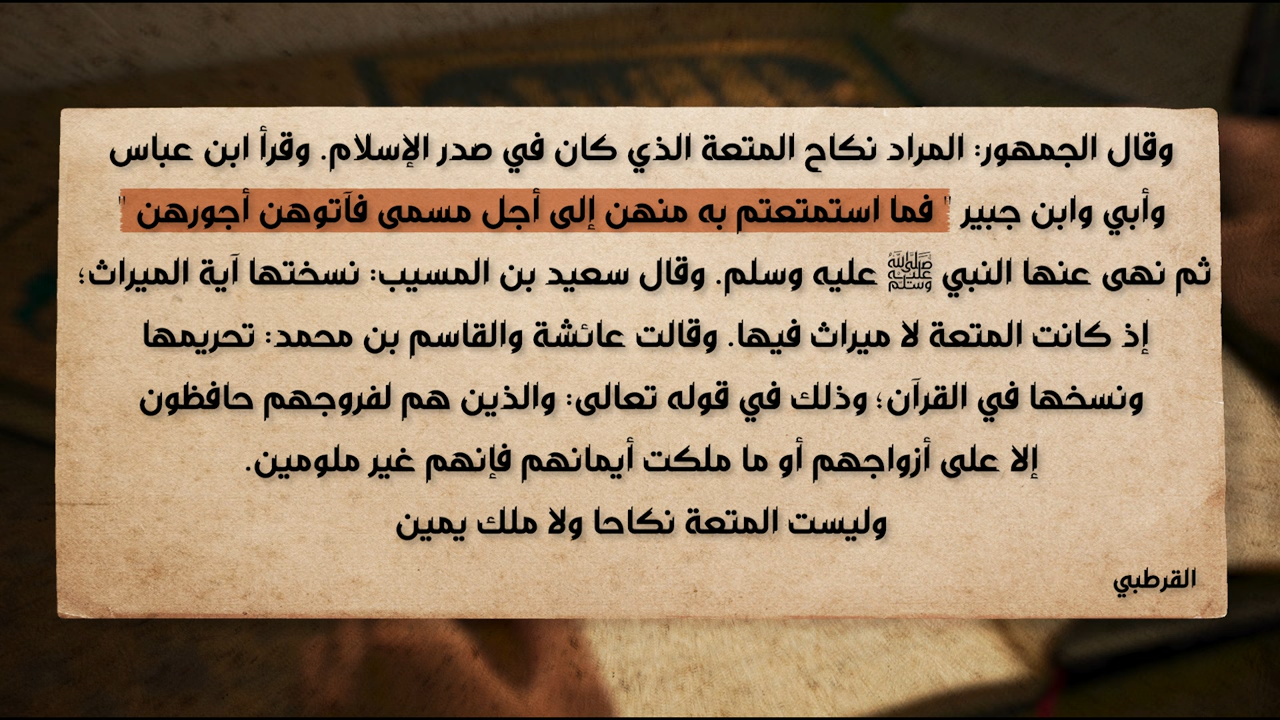 وقال الجمهور: المراد نكاح المتعة الذي كان في صدر الإسلام. وقرأ ابن عباس
وأبي وابن جبير " فما استمتعتم به منهن إلى أجل مسمى فآتوهن أجورهن "
ثم نهى عنها النبي ﷺ عليه وسلم. وقال سعيد بن المسيب: نسختها آية الميراث؛
إذ كانت المتعة لا ميراث فيها. وقالت عائشة والقاسم بن محمد: تحريمها
ونسخها في القرآن؛ وذلك في قوله تعالى: والذين هم لفروجهم حافظون
إلا على أزواجهم أو ما ملكت أيمانهم فإنهم غير ملومين.
وليست المتعة نكاحا ولا ملك يمين
القرطبي